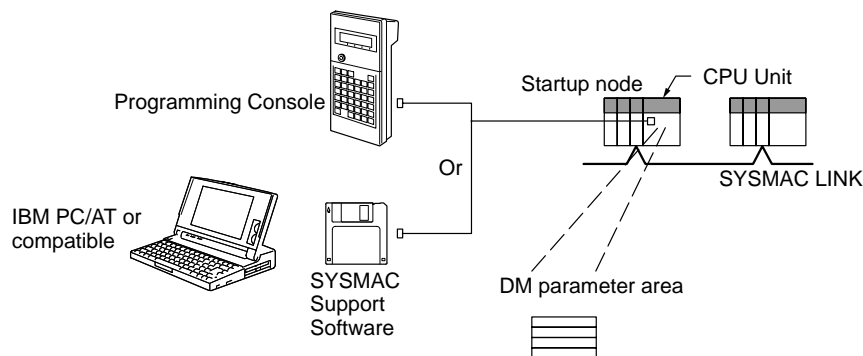 Startup node
CPU Unit
Programming Console
Or
SYSMAC LINK
IBM PC/AT or
compatible
SYSMAC
Support
Software
DM parameter area